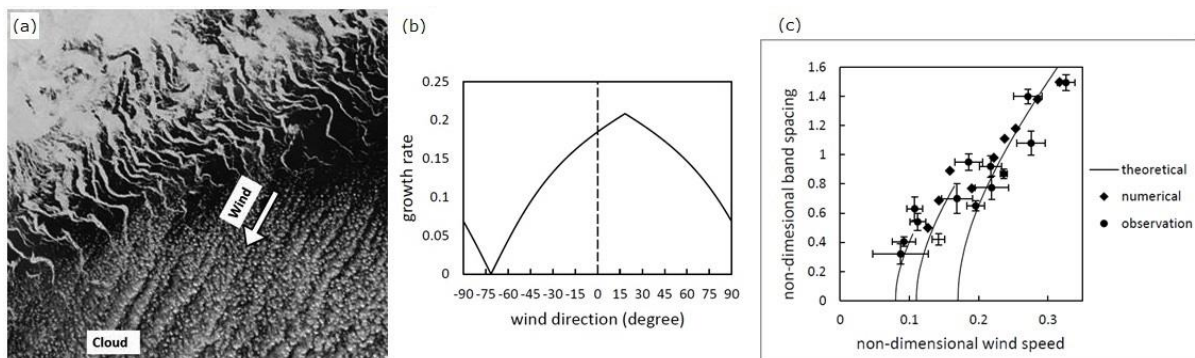 (a)
Wind
Cloud
(b)
0.25
0.2
0.15
0.1
0.05
0
growth rate
-90 -75 -60 -45 -30 -15 0 15 30 45 60 75 90
wind direction (degree)
(c)
1.6
1.4
1.2
1
0.8
0.6
0.4
0.2
0
non-dimesional band spacing
0 0.1 0.2 0.3
non-dimensional wind speed
theoretical
numerical
observation